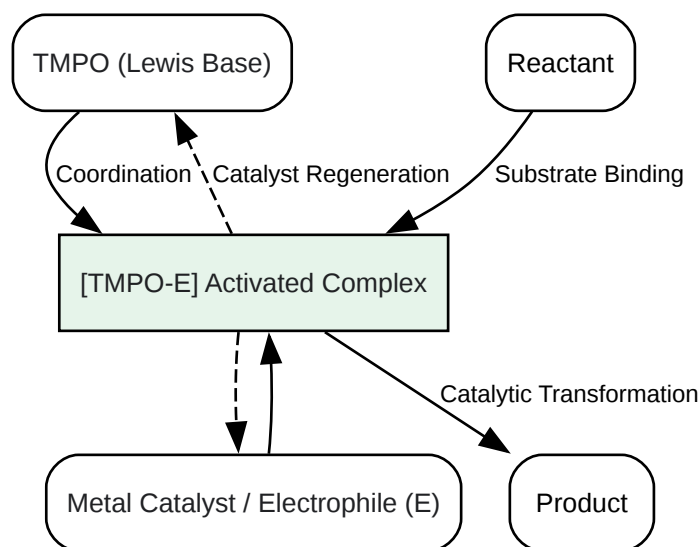 TMPO (Lewis Base)
Reactant
Coordination
Catalyst Regeneration
Substrate Binding
[TMPO-E] Activated Complex
Catalytic Transformation
Metal Catalyst / Electrophile (E)
Product